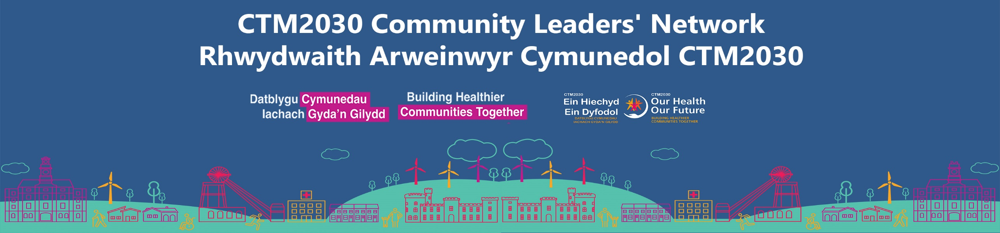 CTM2030 Community Leaders' Network
Rhwydwaith Arweinwyr Cymunedol CTM2030
Datblygu Cymunedau
Iachach Gyda'n Gilydd
Building Healthier
Communities Together
CTM2030
Ein Hiechyd
Ein Dyfodol
DATBLYGU CYMUNEDAU
IACHACH GYDA'N GILYDD
CTM2030
Our Health
Our Future
BUILDING HEALTHIER
COMMUNITIES TOGETHER